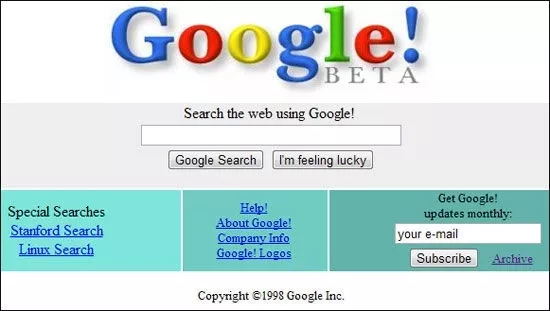 Google!
BETA
Search the web using Google!
Google Search I'm feeling lucky
Special Searches
Stanford Search
Linux Search
Help!
About Google!
Company Info
Google! Logos
Get Google!
updates monthly:
your e-mail
Subscribe Archive
Copyright ©1998 Google Inc.